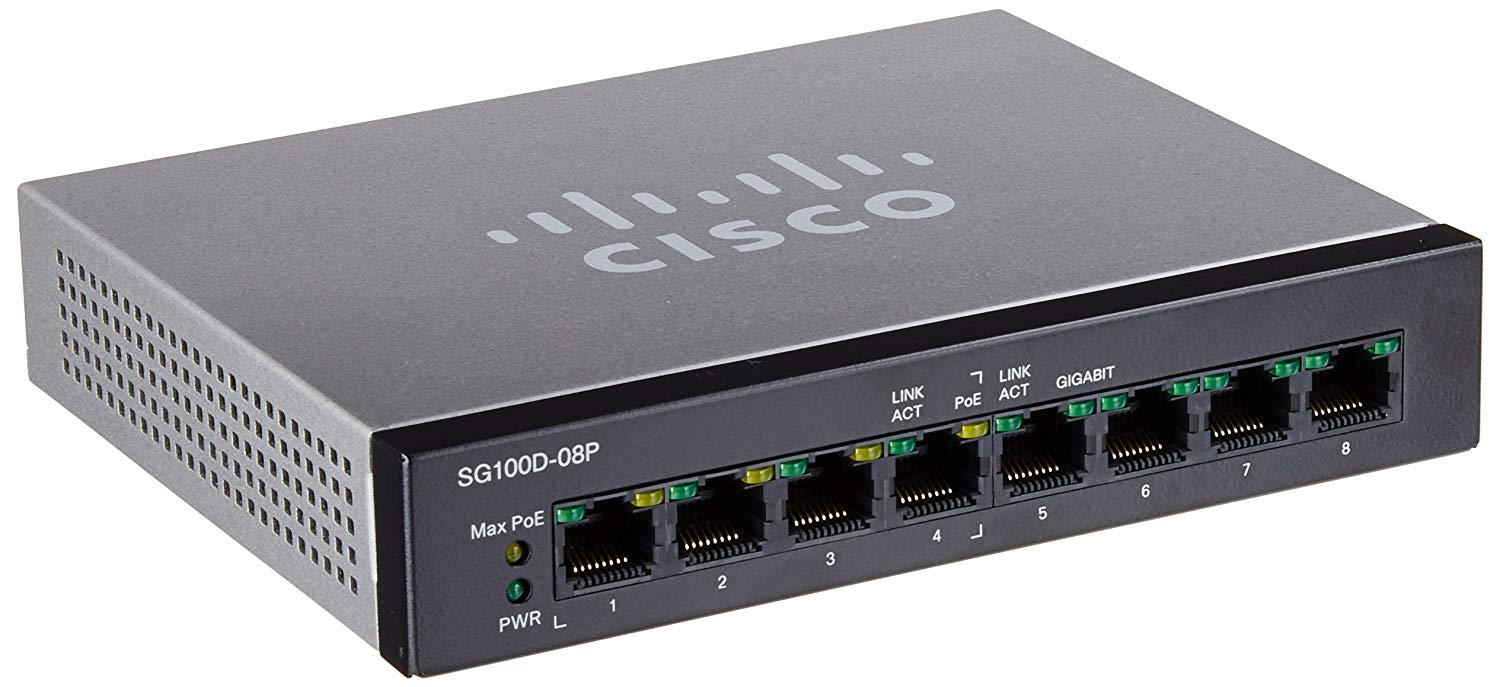 CISCO
SG100D-08P
LINK
ACT
PoE
LINK
ACT
GIGABIT
Max PoE
PWR
1
2
3
4
5
6
7
8